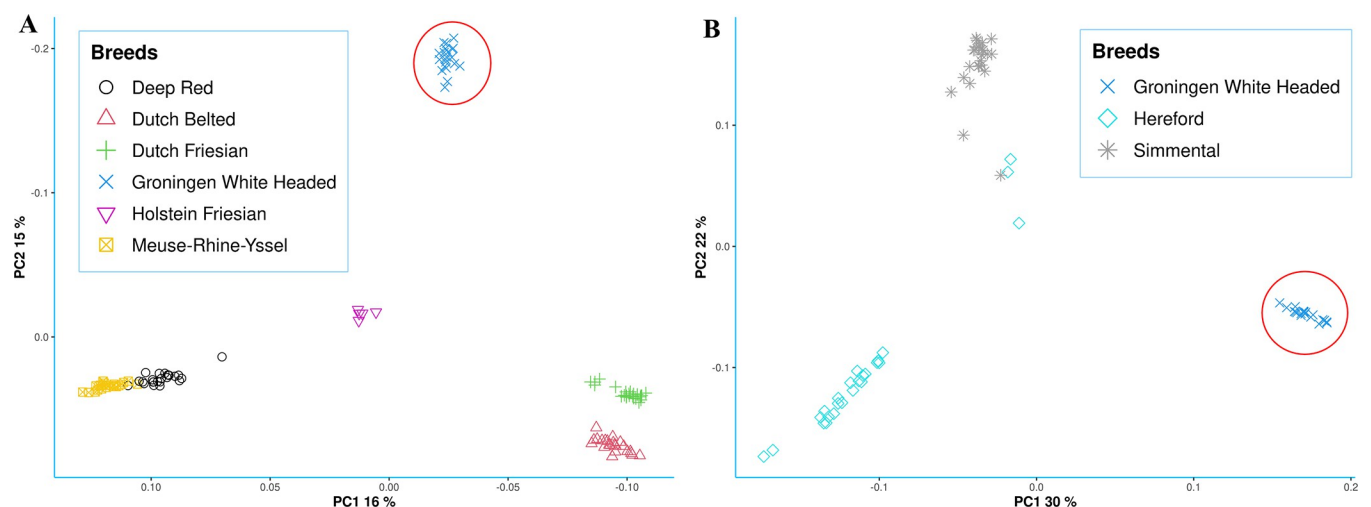 A
Breeds
Deep Red
Dutch Belted
Dutch Friesian
Groningen White Headed
Holstein Friesian
Meuse-Rhine-Yssel
PC2 15 %
-0.2
-0.1
0.0
0.10
0.05
0.00
-0.05
-0.10
PC1 16 %
B
Breeds
Groningen White Headed
Hereford
Simmental
PC2 22 %
0.1
0.0
-0.1
-0.1
0.0
0.1
0.2
PC1 30 %